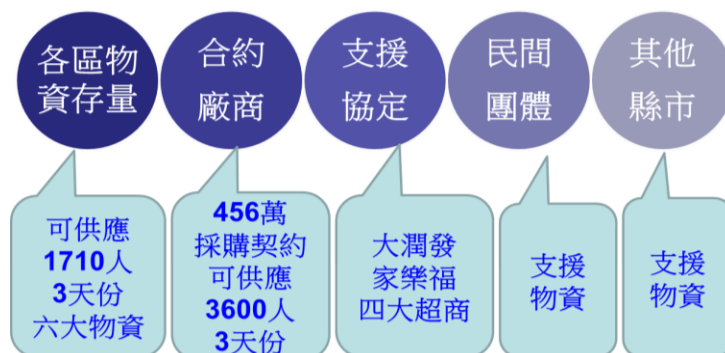 各區物
資存量
合約
廠商
支援
協定
民間
團體
其他
縣市
可供應
1710人
3天份
六大物資
456萬
採購契約
可供應
3600人
3天份
大潤發
家樂福
四大超商
支援
物資
支援
物資